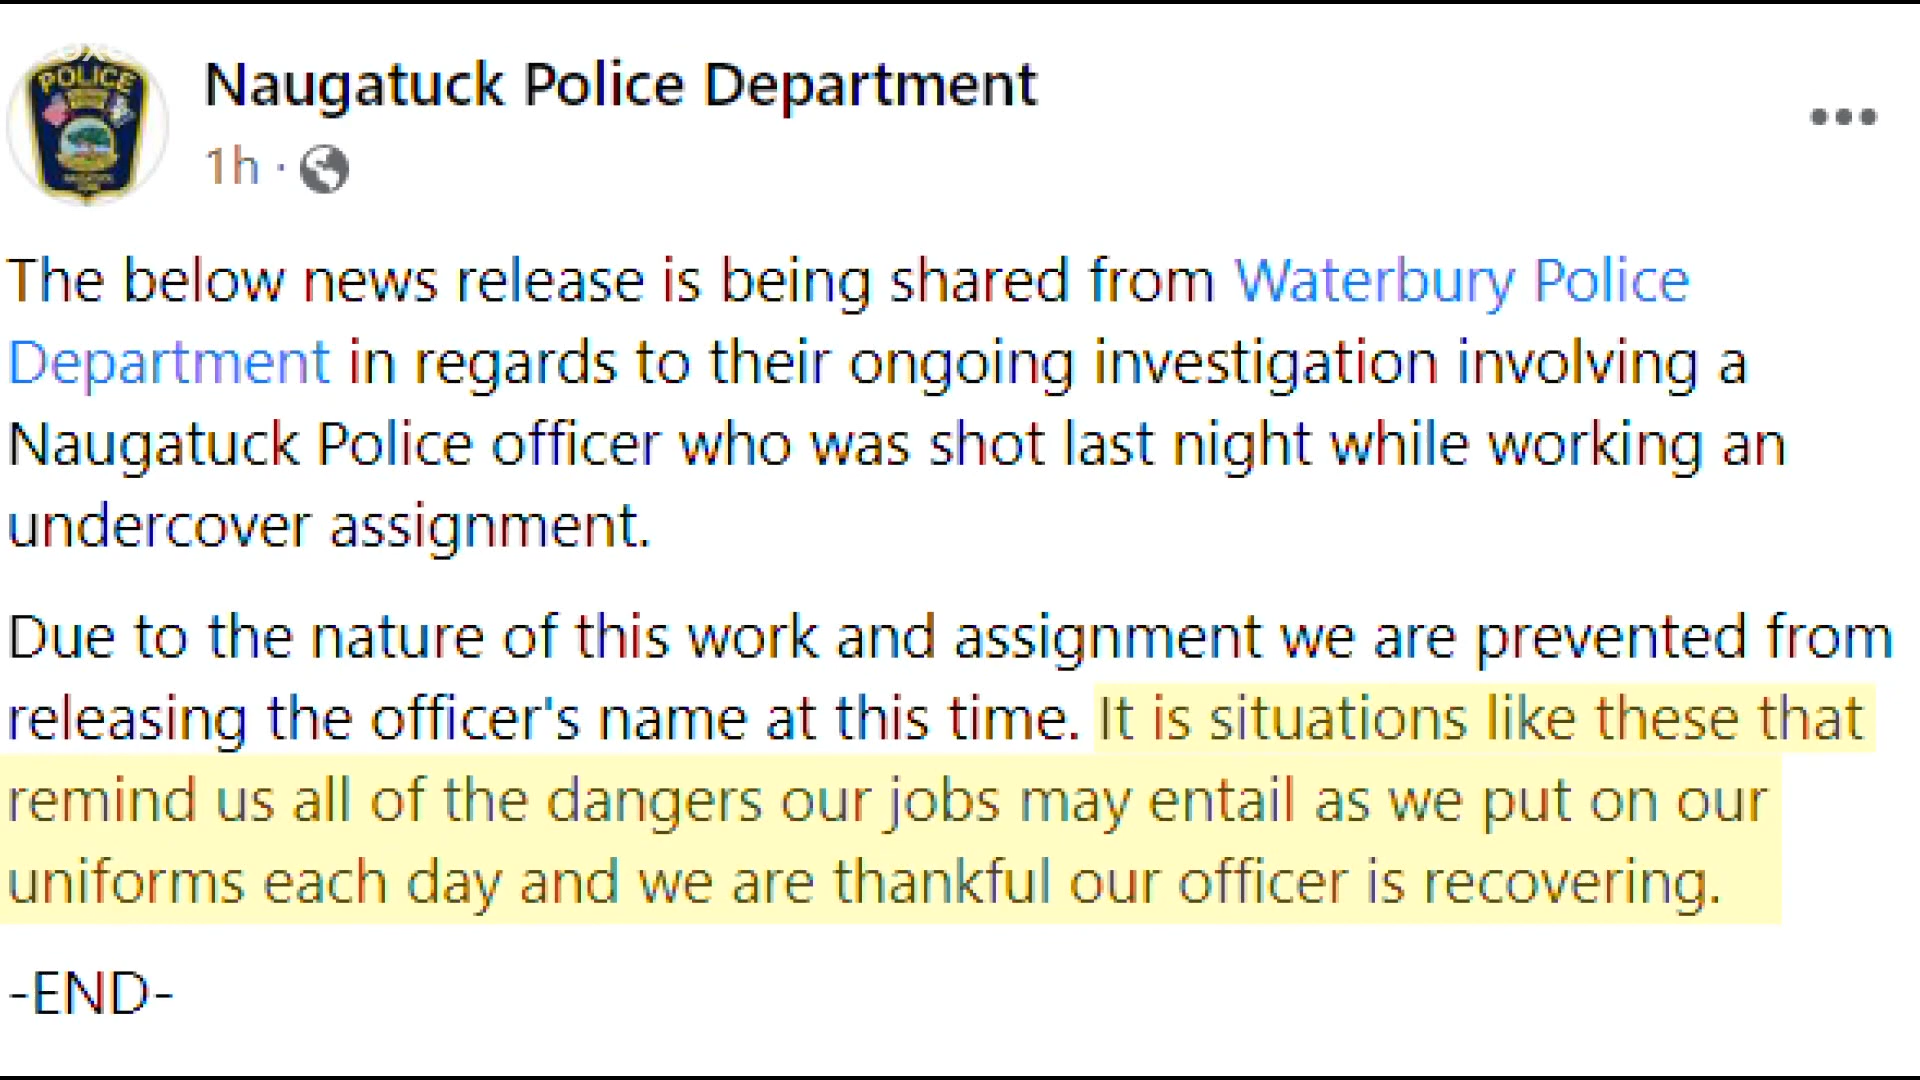 POLICE
Naugatuck Police Department
1h ·
The below news release is being shared from Waterbury Police
Department in regards to their ongoing investigation involving a
Naugatuck Police officer who was shot last night while working an
undercover assignment.
Due to the nature of this work and assignment we are prevented from
releasing the officer's name at this time. It is situations like these that
remind us all of the dangers our jobs may entail as we put on our
uniforms each day and we are thankful our officer is recovering.
-END-